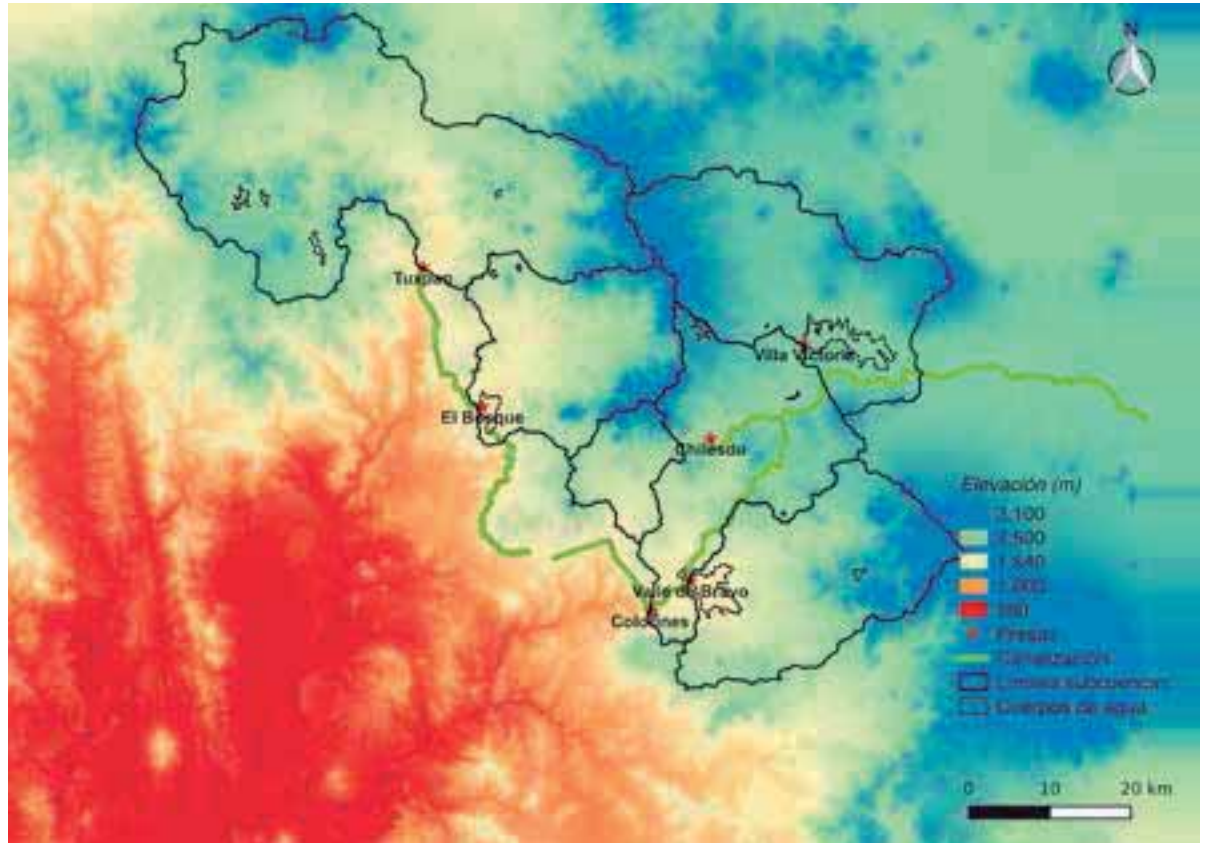 N
Tuxpan
Villa Victoria
El Bosque
Chilesdo
Valle de Bravo
Colorines
Elevación (m)
3,100
2,500
1,840
1,000
Presas
Canalización
Límites subcuencas
Cuerpos de agua
0 10 20 km